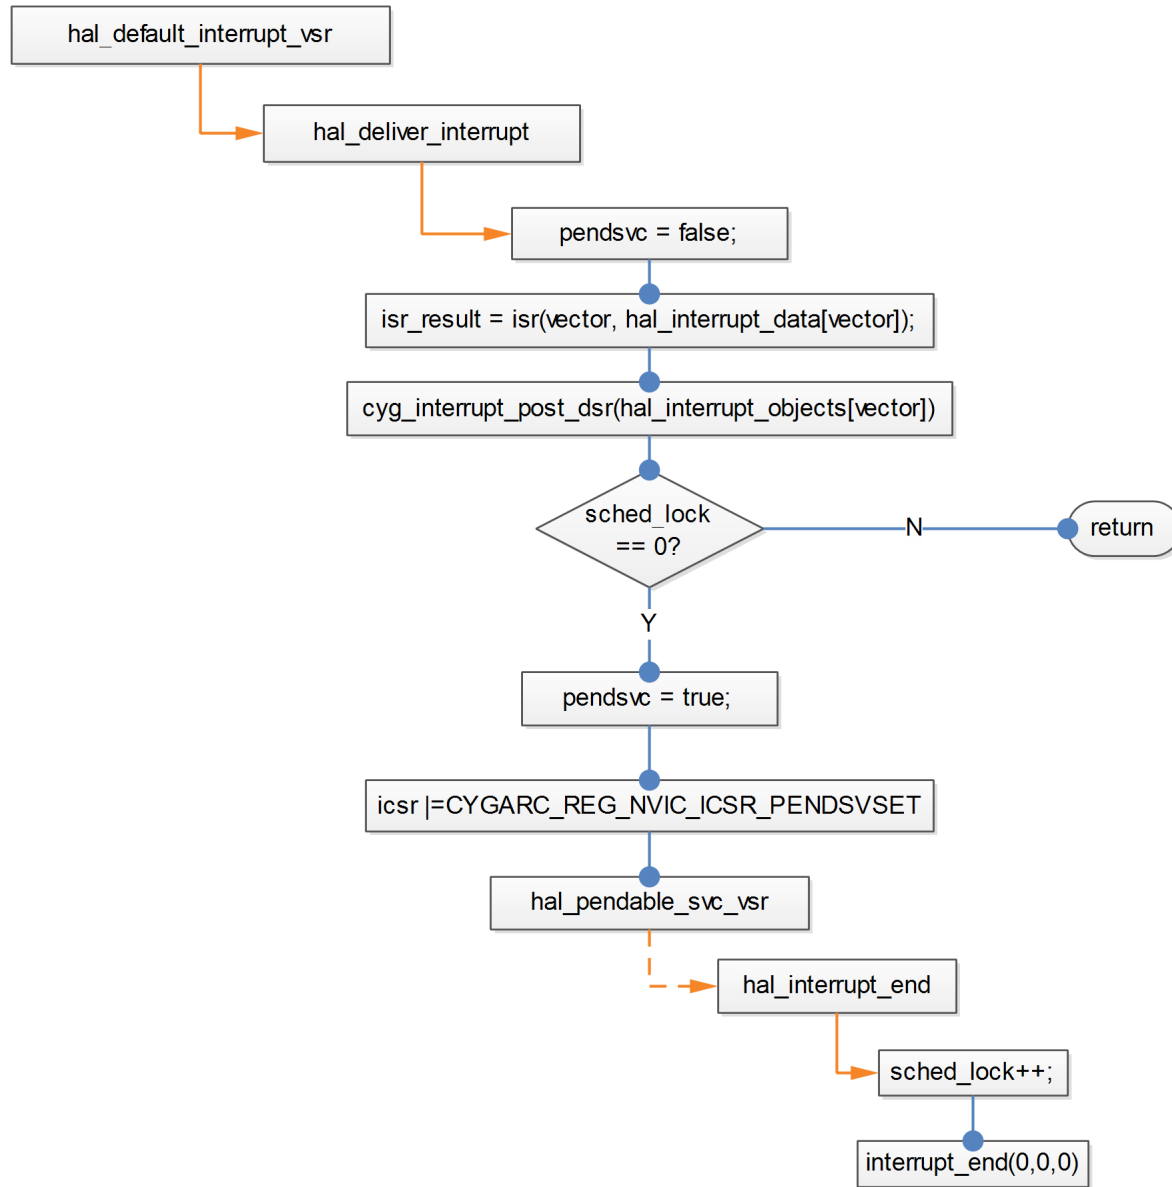 hal_default_interrupt_vsr
hal_deliver_interrupt
pendsvc = false;
isr_result = isr(vector, hal_interrupt_data[vector]);
cyg_interrupt_post_dsr(hal_interrupt_objects[vector])
sched_lock
== 0?
N
return
Y
pendsvc = true;
icsr |=CYGARC_REG_NVIC_ICSR_PENDSVSET
hal_pendable_svc_vsr
hal_interrupt_end
sched_lock++;
interrupt_end(0,0,0)